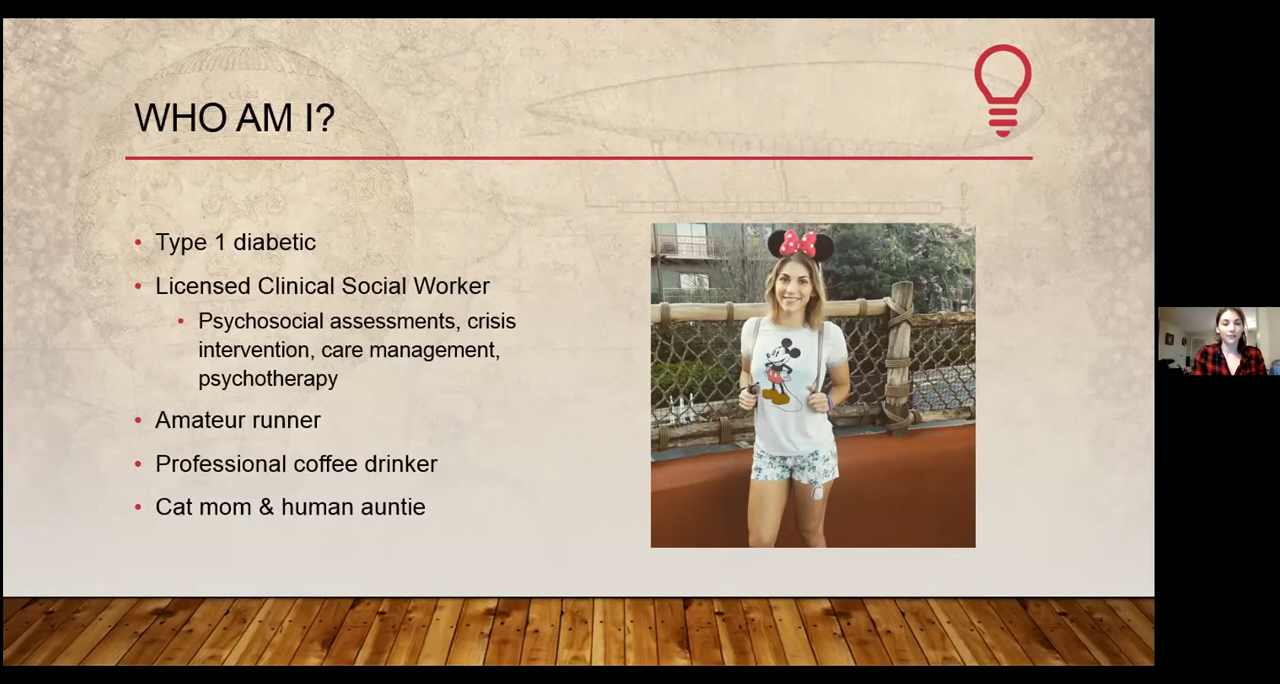 WHO AM I?
• Type 1 diabetic
• Licensed Clinical Social Worker
• Psychosocial assessments, crisis
intervention, care management,
psychotherapy
• Amateur runner
• Professional coffee drinker
• Cat mom & human auntie